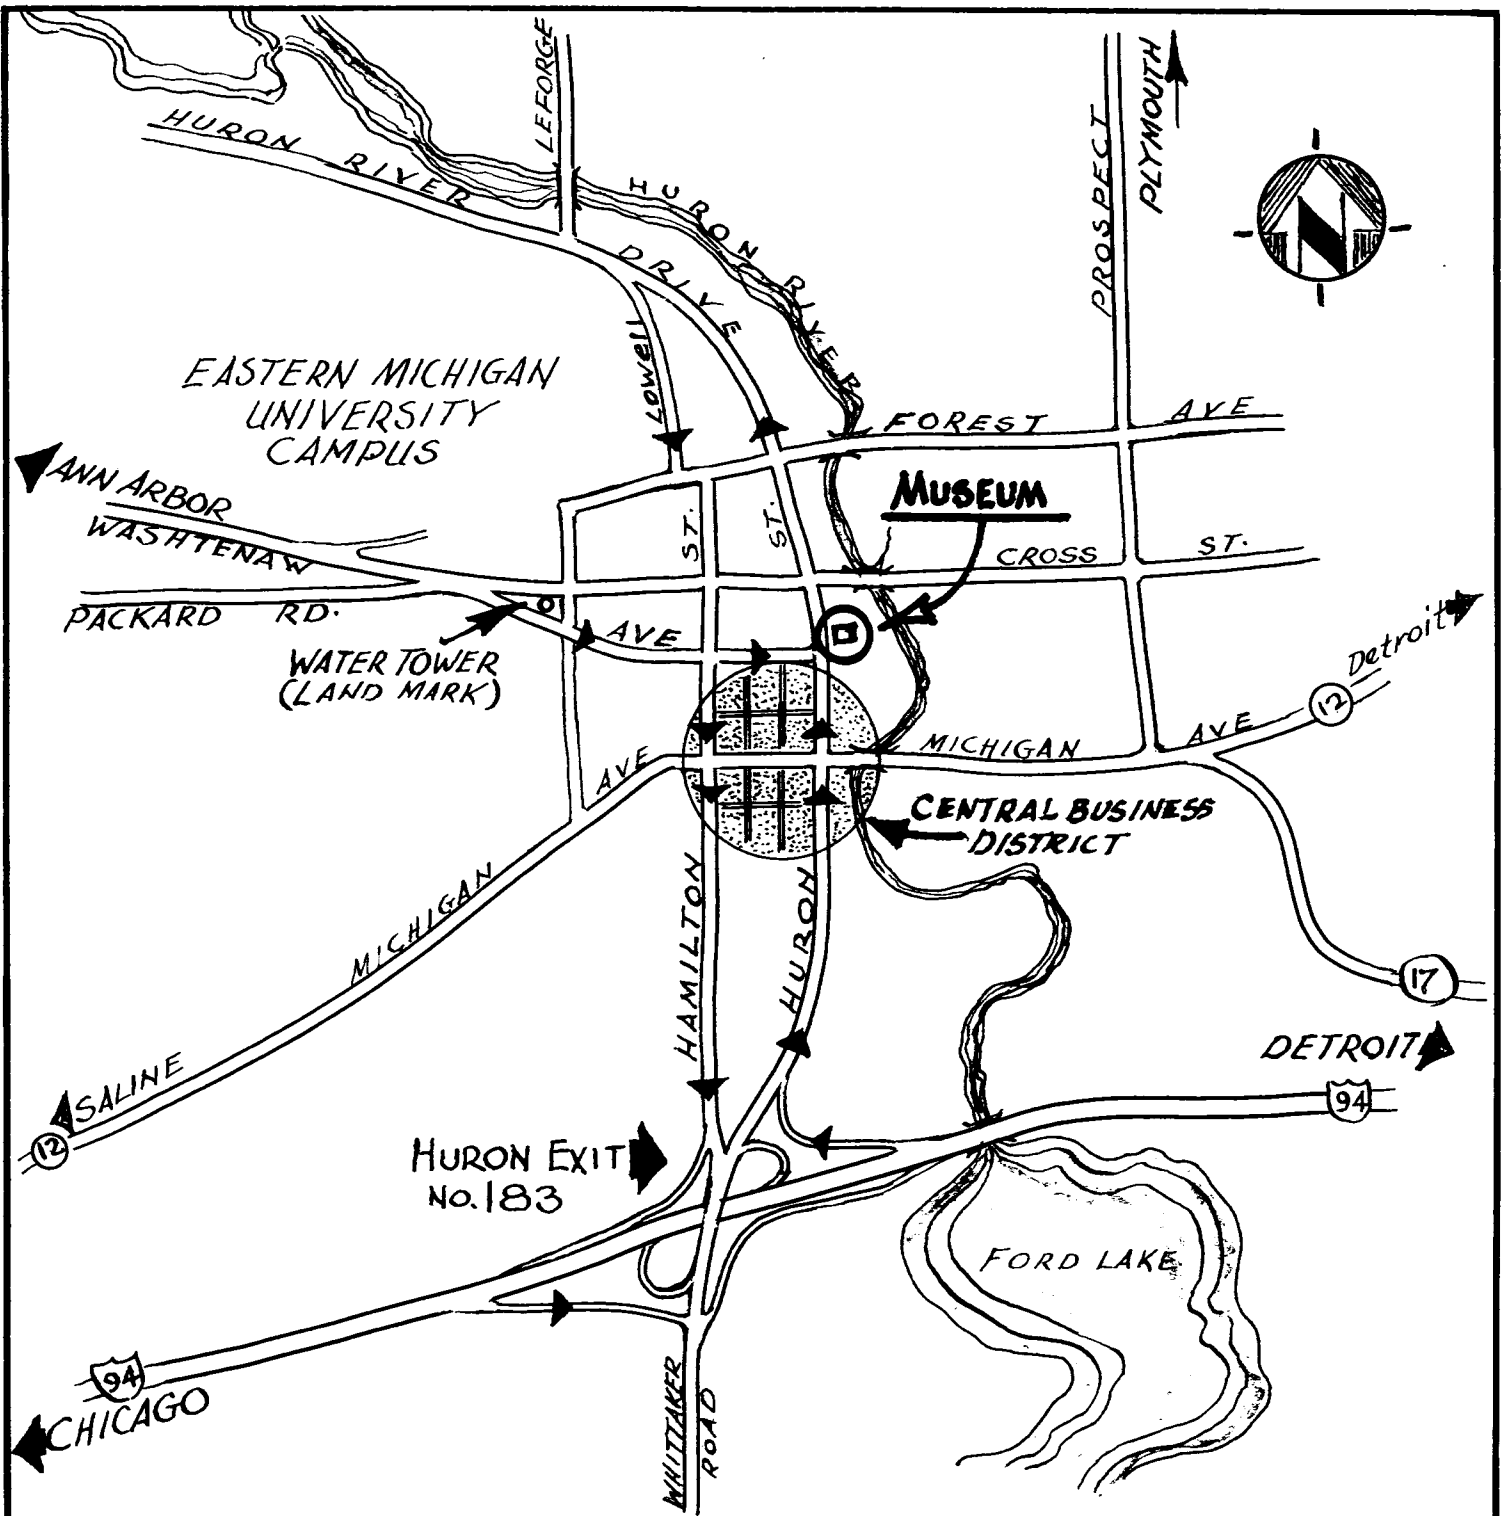 LEFORGE
PLYMOUTH
PROSPECT
HURON RIVER DRIVE
HURON RIVER
N
EASTERN MICHIGAN
UNIVERSITY
CAMPUS
LOWEll
FOREST AVE
ANN ARBOR
WASHTENAW
MUSEUM
ST.
ST.
CROSS ST.
PACKARD RD.
AVE
WATER TOWER
(LAND MARK)
Detroit
12
MICHIGAN AVE
AVE
CENTRAL BUSINESS
DISTRICT
MICHIGAN
HAMILTON
HURON
17
DETROIT
SALINE
12
94
HURON EXIT
NO. 183
FORD LAKE
94
CHICAGO
WHITTAKER
ROAD